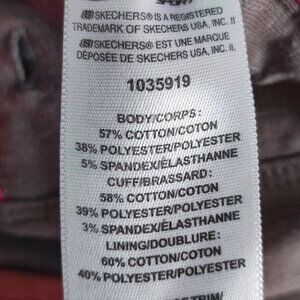 SPORT
SKECHERS® IS A REGISTERED
TRADEMARK OF SKECHERS USA, INC. II
SKECHERS® EST UNE MARQUE
DÉPOSÉE DE SKECHERS USA, INC. II.
1035919
BODY/CORPS:
57% COTTON/COTON
38% POLYESTER/POLYESTER
5% SPANDEX/ÉLASTHANNE
CUFF/BRASSARD:
58% COTTON/COTON
39% POLYESTER/POLYESTER
3% SPANDEX/ÉLASTHANNE
LINING/DOUBLURE:
60% COTTON/COTON
40% POLYESTER/POLYESTER